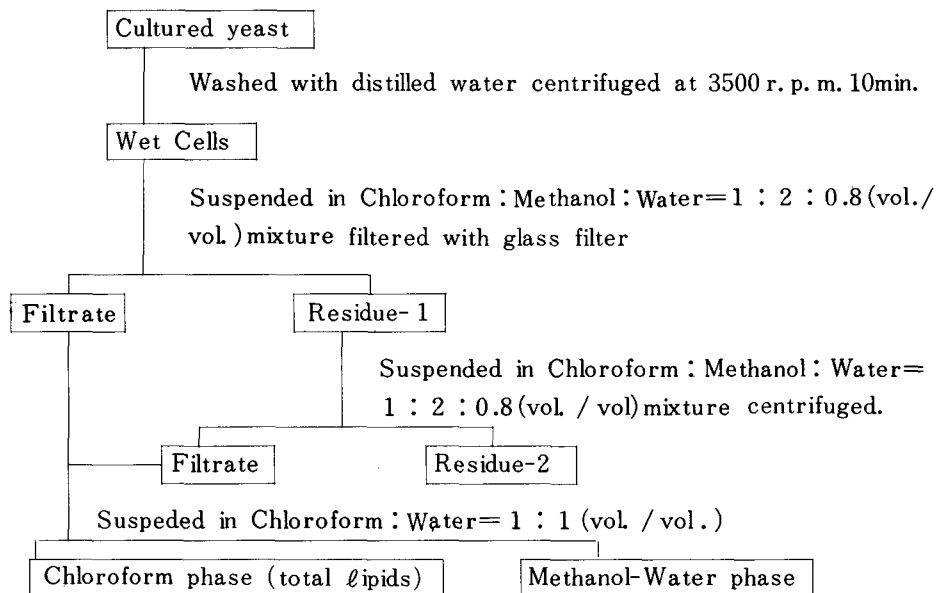 Cultured yeast
Washed with distilled water centrifuged at 3500 r. p. m. 10min.
Wet Cells
Suspended in Chloroform : Methanol : Water=1 : 2 : 0.8 (vol./
vol.) mixture filtered with glass filter
Filtrate
Residue-1
Suspended in Chloroform : Methanol : Water=
1 : 2 : 0.8 (vol. / vol) mixture centrifuged.
Filtrate
Residue-2
Suspeded in Chloroform : Water= 1 : 1 (vol. / vol.)
Chloroform phase (total ℓipids)
Methanol-Water phase